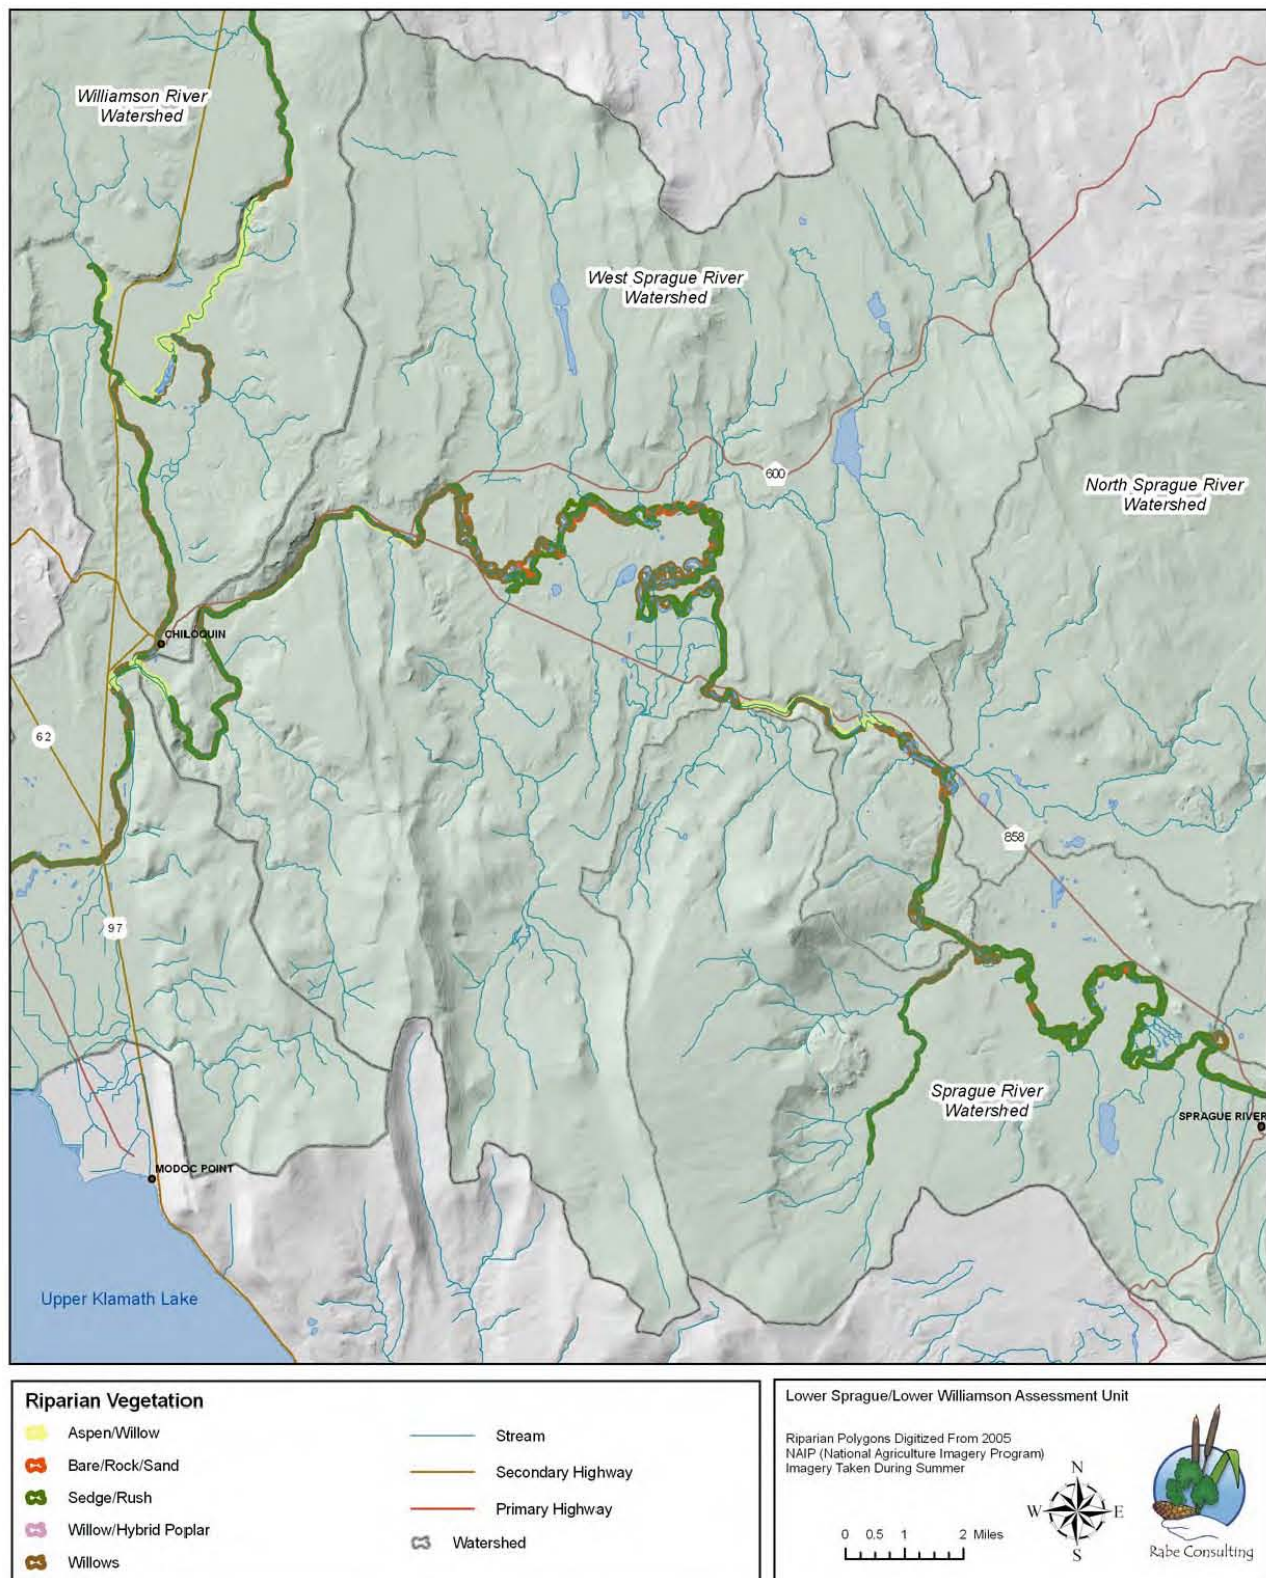 Williamson River
Watershed
West Sprague River
Watershed
600
North Sprague River
Watershed
CHILOQUIN
62
858
97
Sprague River
Watershed
SPRAGUE RIVER
MODOC POINT
Upper Klamath Lake
Riparian Vegetation
Aspen/Willow
Bare/Rock/Sand
Sedge/Rush
Willow/Hybrid Poplar
Willows
Stream
Secondary Highway
Primary Highway
Watershed
Lower Sprague/Lower Williamson Assessment Unit
Riparian Polygons Digitized From 2005
NAIP (National Agriculture Imagery Program)
Imagery Taken During Summer
N
W E
S
0 0.5 1 2 Miles
Rabe Consulting